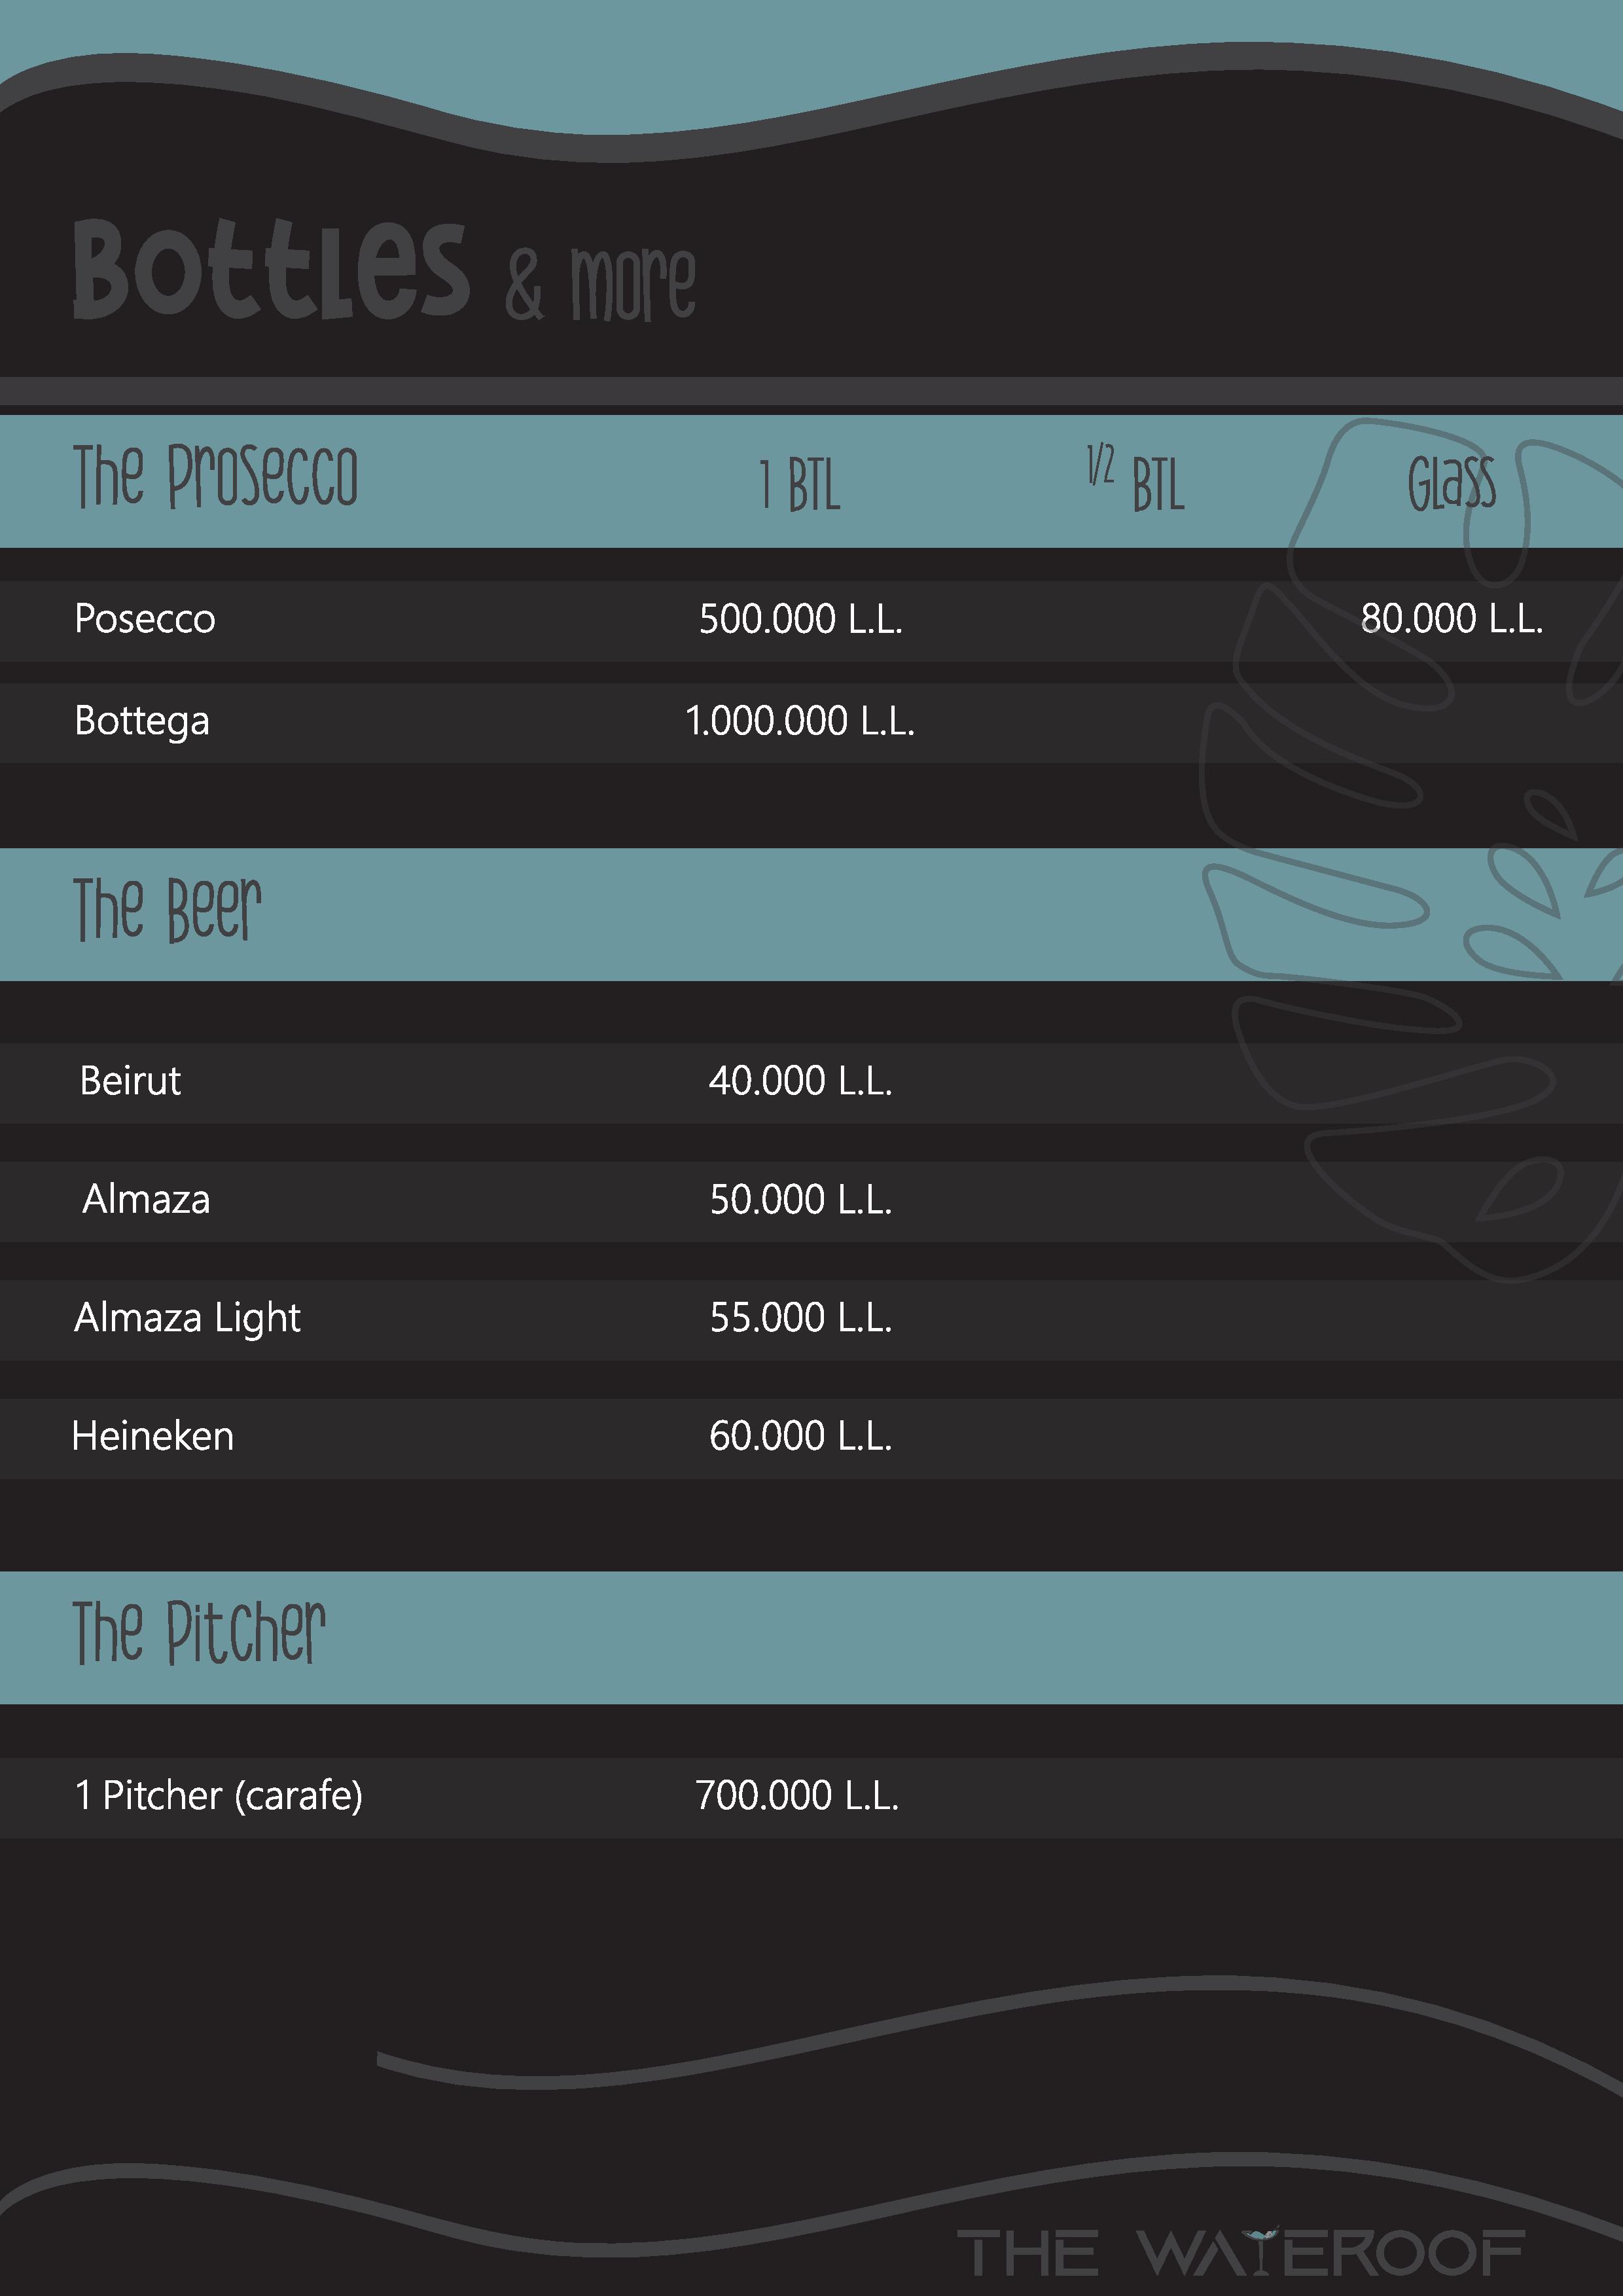 Bottles & more
The Prosecco 1 BTL 1/2 BTL Glass
Posecco 500.000 L.L. 80.000 L.L.
Bottega 1.000.000 L.L.
The Beer
Beirut 40.000 L.L.
Almaza 50.000 L.L.
Almaza Light 55.000 L.L.
Heineken 60.000 L.L.
The Pitcher
1 Pitcher (carafe) 700.000 L.L.
THE WATEROOF